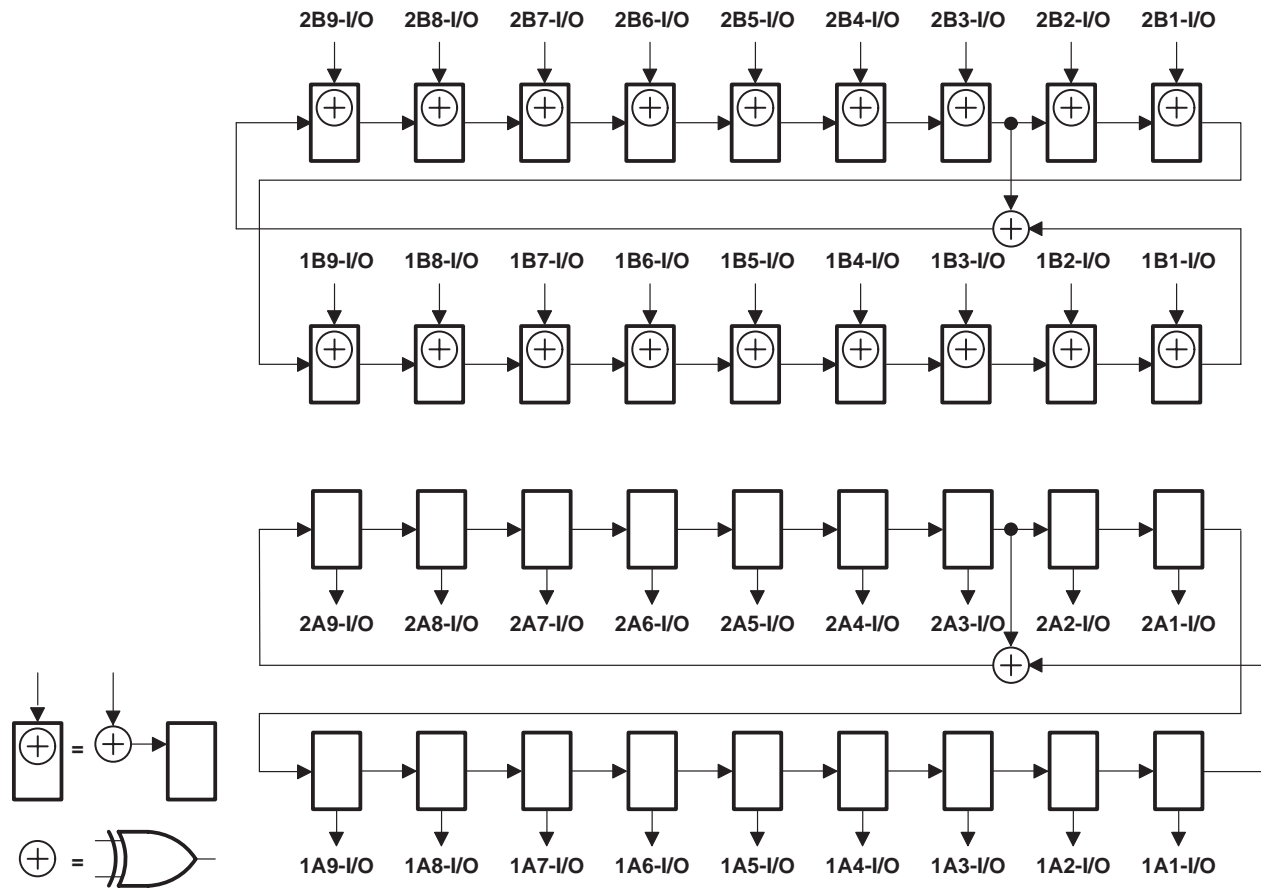 2B9-I/O 2B8-I/O 2B7-I/O 2B6-I/O 2B5-I/O 2B4-I/O 2B3-I/O 2B2-I/O 2B1-I/O
1B9-I/O 1B8-I/O 1B7-I/O 1B6-I/O 1B5-I/O 1B4-I/O 1B3-I/O 1B2-I/O 1B1-I/O
2A9-I/O 2A8-I/O 2A7-I/O 2A6-I/O 2A5-I/O 2A4-I/O 2A3-I/O 2A2-I/O 2A1-I/O
=
=
1A9-I/O 1A8-I/O 1A7-I/O 1A6-I/O 1A5-I/O 1A4-I/O 1A3-I/O 1A2-I/O 1A1-I/O